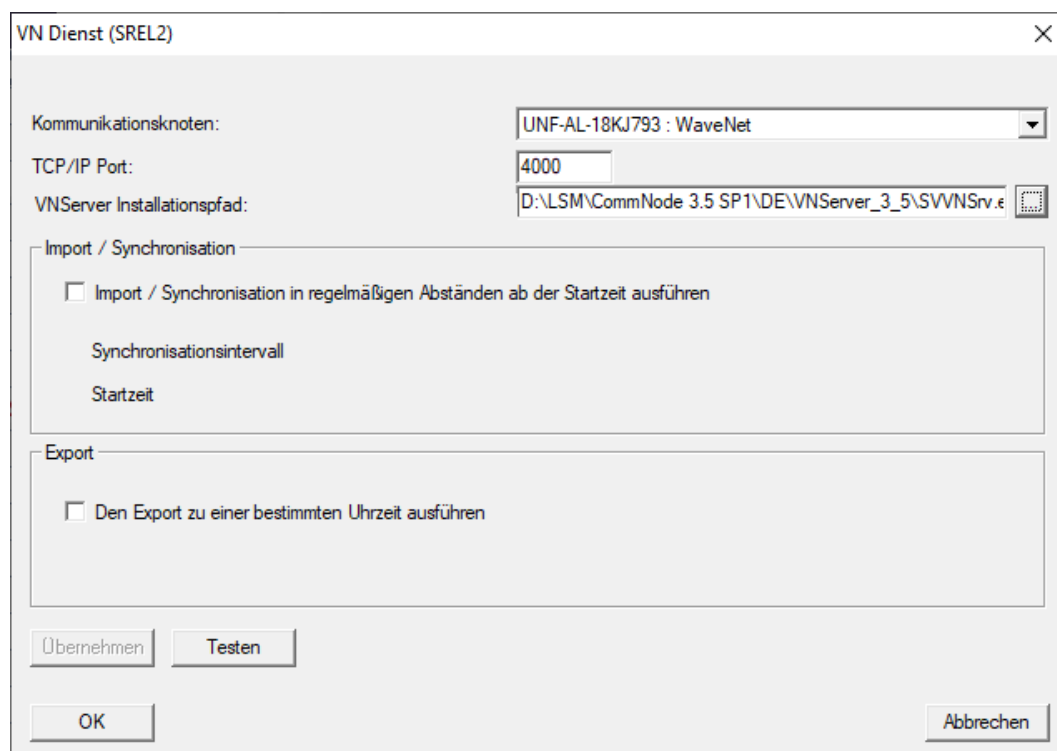 VN Dienst (SREL2)
Kommunikationsknoten:
UNF-AL-18KJ793 : WaveNet
TCP/IP Port:
4000
VNServer Installationspfad:
D:\LSM\CommNode 3.5 SP1\DE\VNServer_3_5\SVVNSrv.e
Import / Synchronisation
Import / Synchronisation in regelmäßigen Abständen ab der Startzeit ausführen
Synchronisationsintervall
Startzeit
Export
Den Export zu einer bestimmten Uhrzeit ausführen
Übernehmen
Testen
OK
Abbrechen